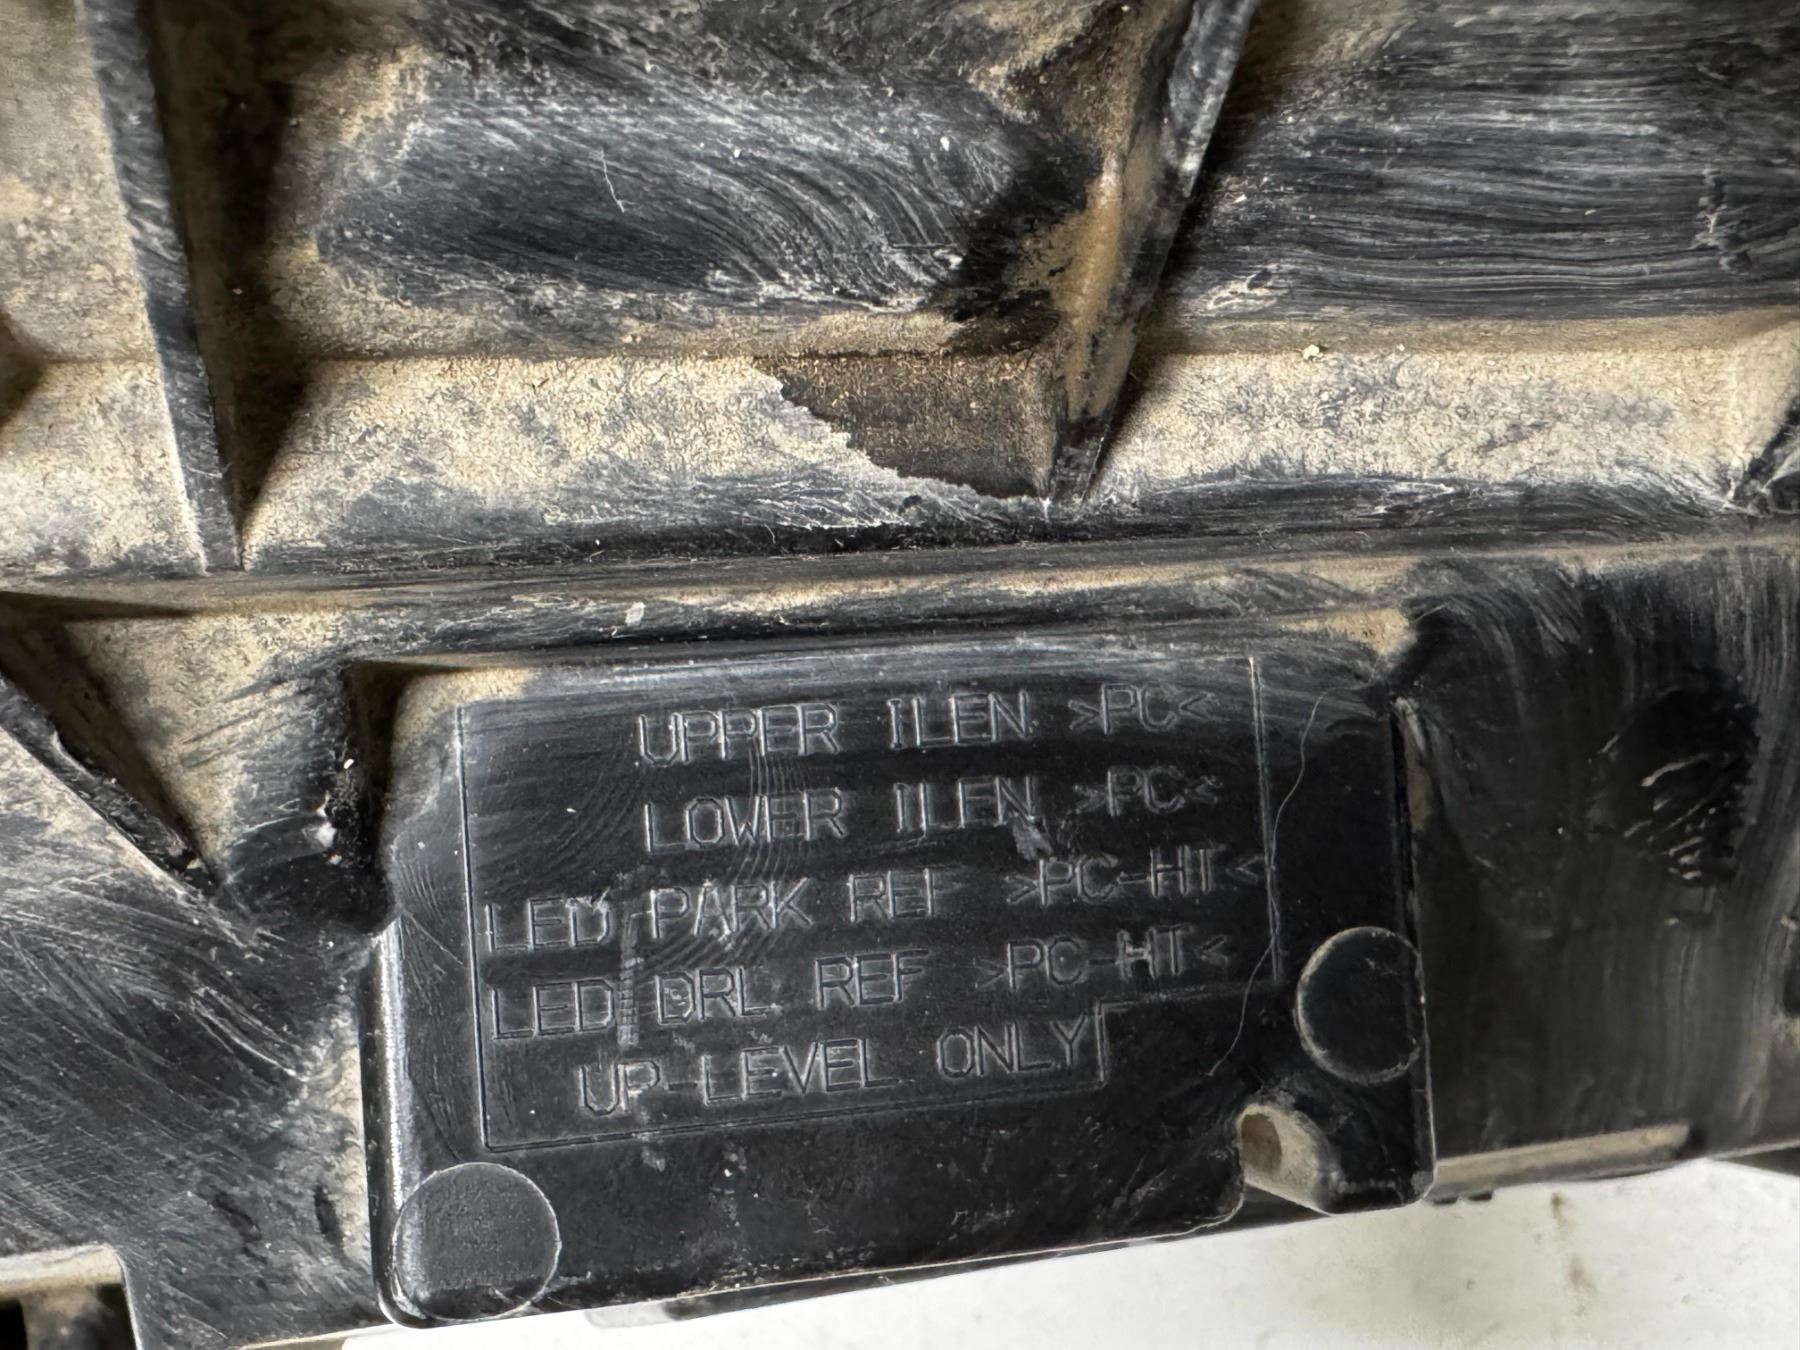 UPPER ILEN >PC<
LOWER ILEN >PC<
LED PARK REF >PC-HT<
LED DRL REF >PC-HT<
UP-LEVEL ONLY